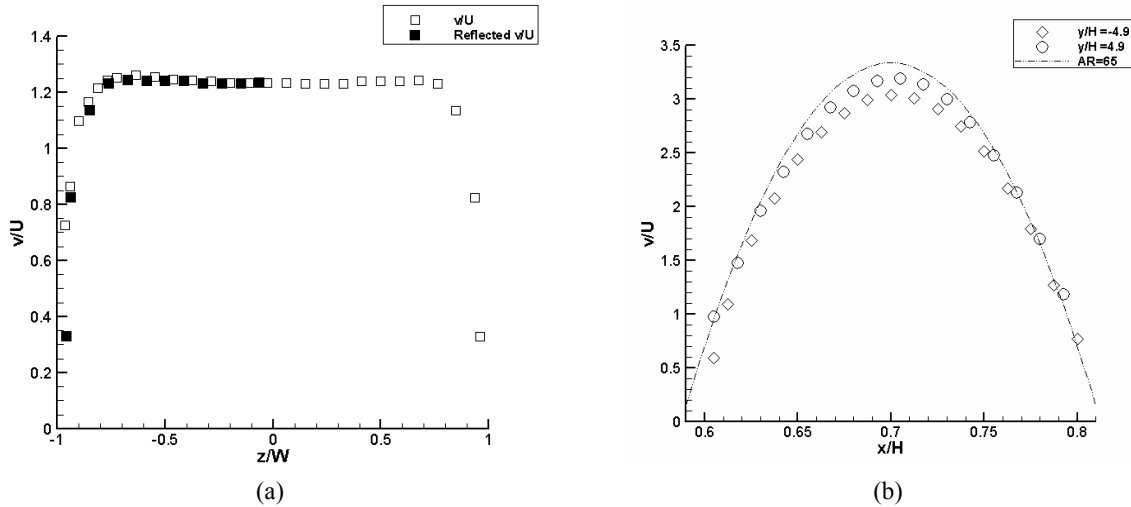 v/U
Reflected v/U
1.4
1.2
1
0.8
0.6
0.4
0.2
0
v/U
-1
-0.5
0
0.5
1
z/W
(a)
y/H =-4.9
y/H=4.9
AR=65
3.5
3
2.5
2
1.5
1
0.5
0
v/U
0.6
0.65
0.7
0.75
0.8
x/H
(b)